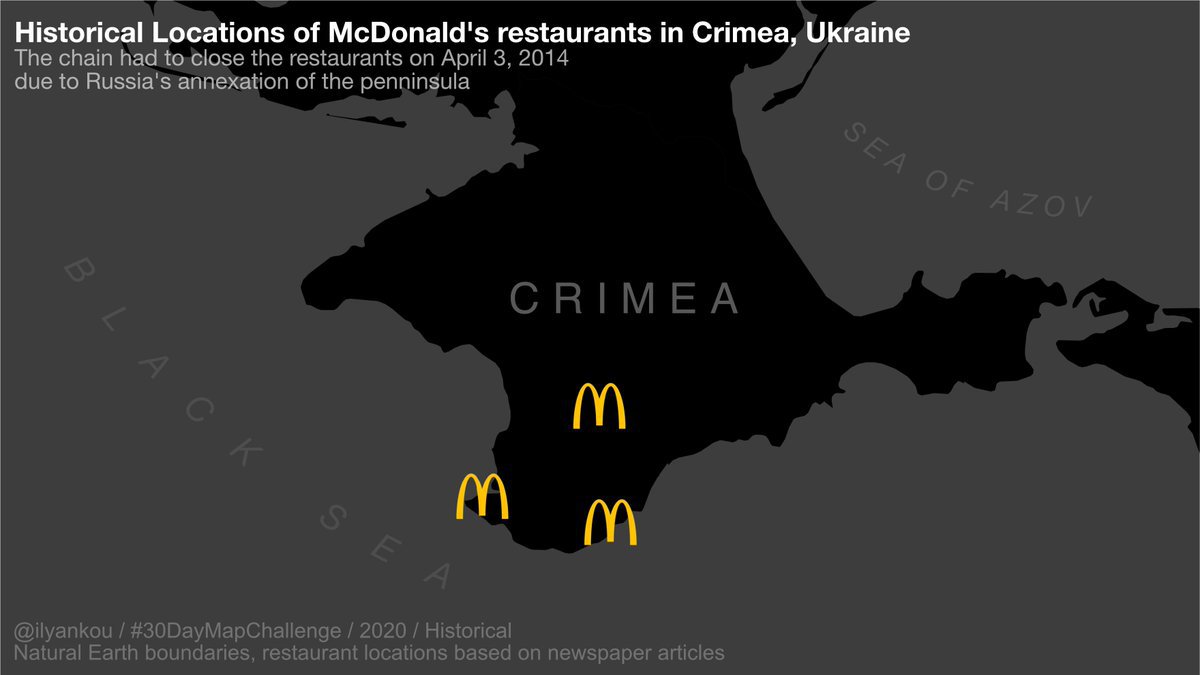 Historical Locations of McDonald's restaurants in Crimea, Ukraine
The chain had to close the restaurants on April 3, 2014
due to Russia's annexation of the penninsula
SEA OF AZOV
BLACK SEA
CRIMEA
@ilyankou / #30DayMapChallenge / 2020 / Historical
Natural Earth boundaries, restaurant locations based on newspaper articles